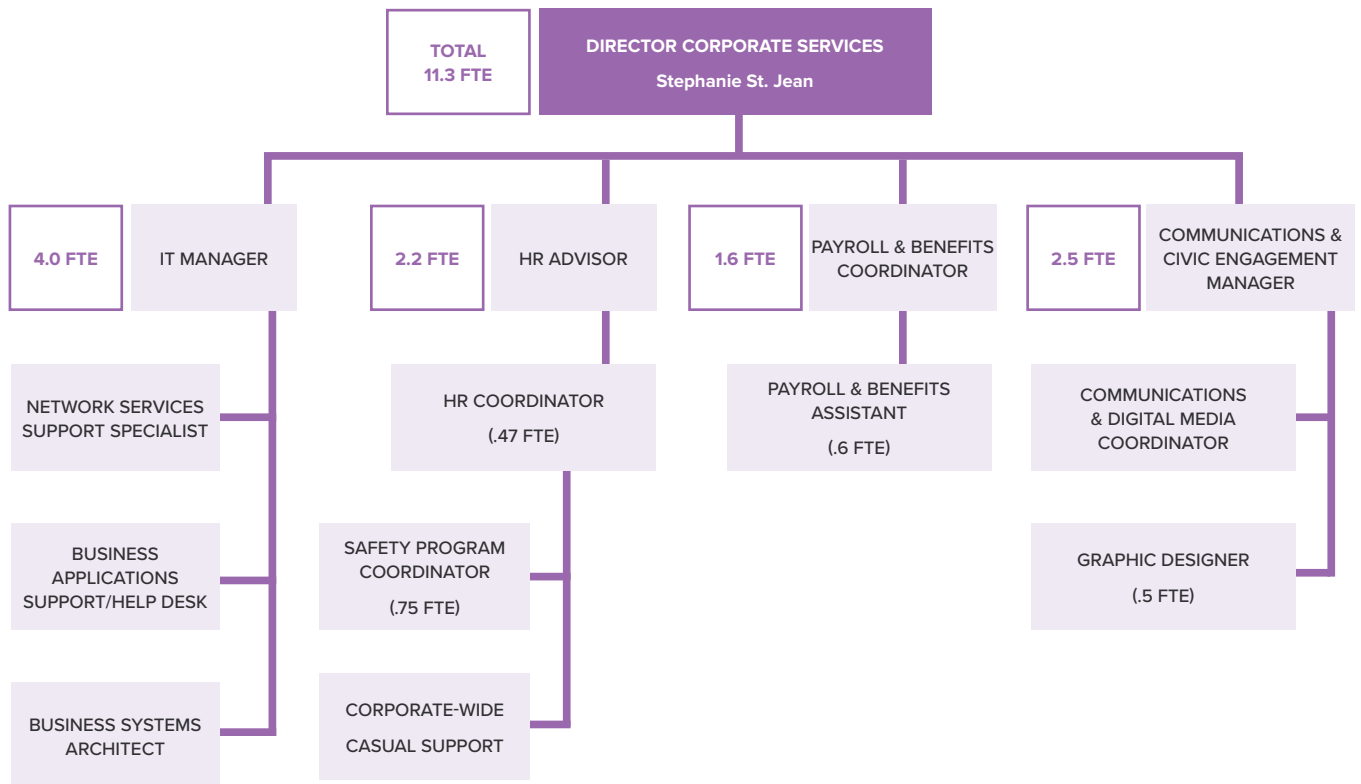 TOTAL
11.3 FTE
DIRECTOR CORPORATE SERVICES
Stephanie St. Jean
4.0 FTE
IT MANAGER
2.2 FTE
HR ADVISOR
1.6 FTE
PAYROLL & BENEFITS
COORDINATOR
2.5 FTE
COMMUNICATIONS &
CIVIC ENGAGEMENT
MANAGER
NETWORK SERVICES
SUPPORT SPECIALIST
HR COORDINATOR
(.47 FTE)
PAYROLL & BENEFITS
ASSISTANT
(.6 FTE)
COMMUNICATIONS
& DIGITAL MEDIA
COORDINATOR
BUSINESS
APPLICATIONS
SUPPORT/HELP DESK
SAFETY PROGRAM
COORDINATOR
(.75 FTE)
GRAPHIC DESIGNER
(.5 FTE)
BUSINESS SYSTEMS
ARCHITECT
CORPORATE-WIDE
CASUAL SUPPORT